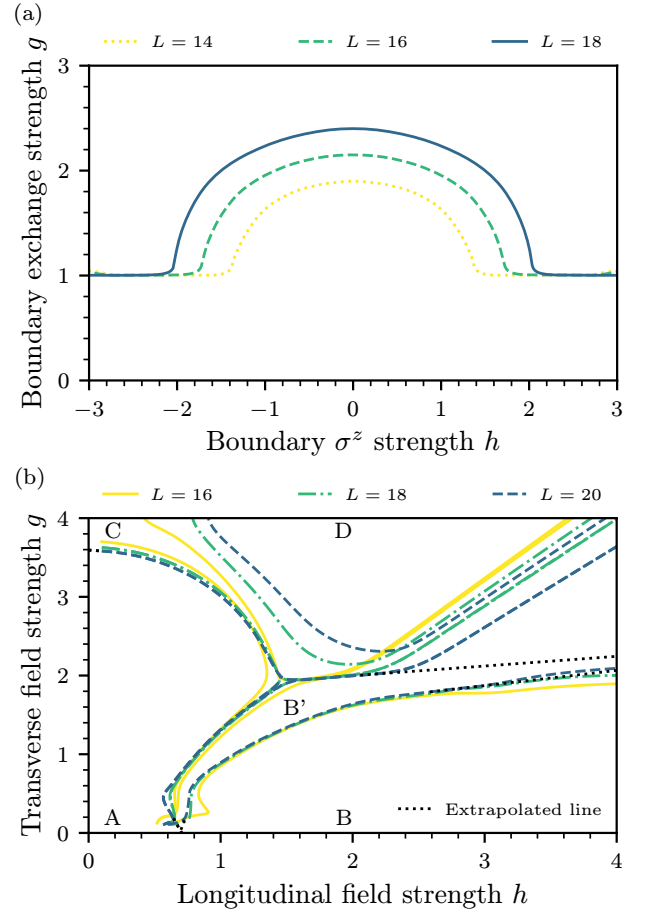 (a)
L = 14 L = 16 L = 18
Boundary exchange strength g
3
2
1
0
−3 −2 −1 0 1 2 3
Boundary σ^z strength h
(b)
L = 16 L = 18 L = 20
Transverse field strength g
4
3
2
1
0
C D
B'
A B
Extrapolated line
0 1 2 3 4
Longitudinal field strength h